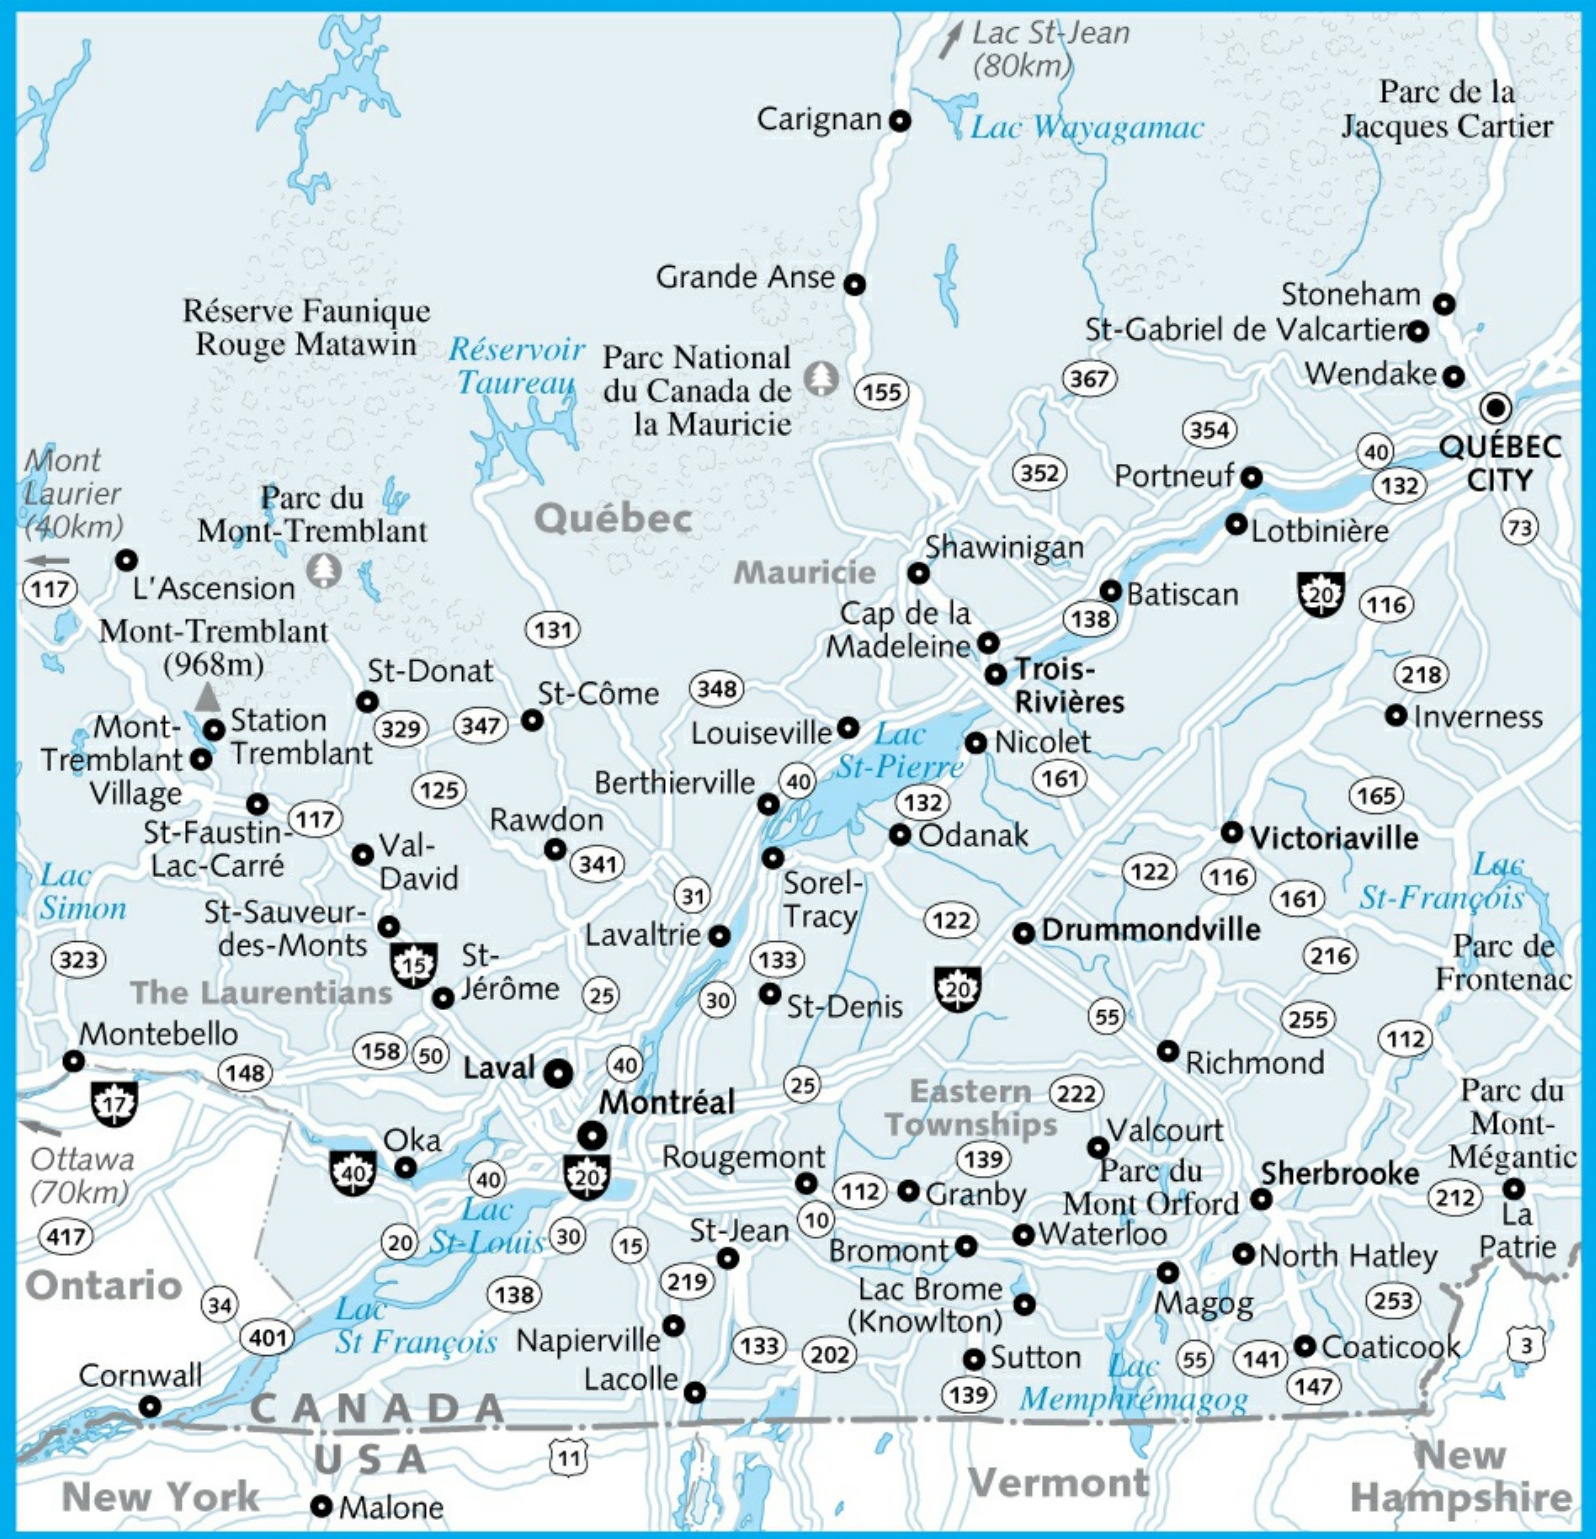 Lac St-Jean
(80km)
Parc de la
Jacques Cartier
Carignan
Lac Wayagamac
Grande Anse
Stoneham
St-Gabriel de Valcartier
Wendake
Réserve Faunique
Rouge Matawin
Réservoir
Taureau
Parc National
du Canada de
la Mauricie
155
367
354
352
40
QUÉBEC
CITY
132
Portneuf
73
Lotbinière
Mont
Laurier
(40km)
Parc du
Mont-Tremblant
Québec
Mauricie
Shawinigan
117
L'Ascension
Batiscan
20
116
138
Cap de la
Madeleine
Trois-
Rivières
Mont-Tremblant
(968m)
131
St-Donat
St-Côme
348
218
Inverness
Mont-
Tremblant
Village
Station
Tremblant
329
347
Louiseville
Lac
St-Pierre
Nicolet
161
125
Berthierville
40
132
165
St-Faustin-
Lac-Carré
117
Rawdon
Odanak
Victoriaville
Val-
David
341
122
116
161
Lac
St-François
Lac
Simon
Sorel-
Tracy
31
St-Sauveur-
des-Monts
Lavaltrie
122
Drummondville
216
Parc de
Frontenac
323
15
St-
Jérôme
133
20
The Laurentians
25
30
St-Denis
55
255
112
Montebello
158
50
Laval
40
Richmond
148
17
25
Eastern
Townships
222
Parc du
Mont-
Mégantic
Montréal
Valcourt
Ottawa
(70km)
Oka
40
40
20
Rougemont
139
Parc du
Mont Orford
Sherbrooke
112
Granby
212
La
Patrie
417
20
Lac
St-Louis
30
15
St-Jean
10
Bromont
Waterloo
North Hatley
Ontario
34
138
219
Lac Brome
(Knowlton)
Magog
253
401
Lac
St François
Napierville
133
202
Sutton
Lac
Memphrémagog
55
141
Coaticook
3
Cornwall
Lacolle
139
147
CANADA
USA
11
New York
Malone
Vermont
New
Hampshire